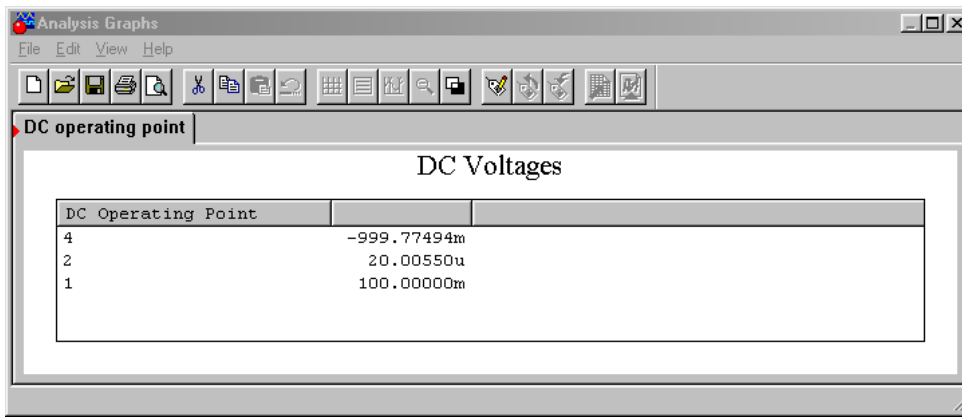 Analysis Graphs
File Edit View Help
DC operating point
DC Voltages
DC Operating Point
4 -999.77494m
2 20.00550u
1 100.00000m